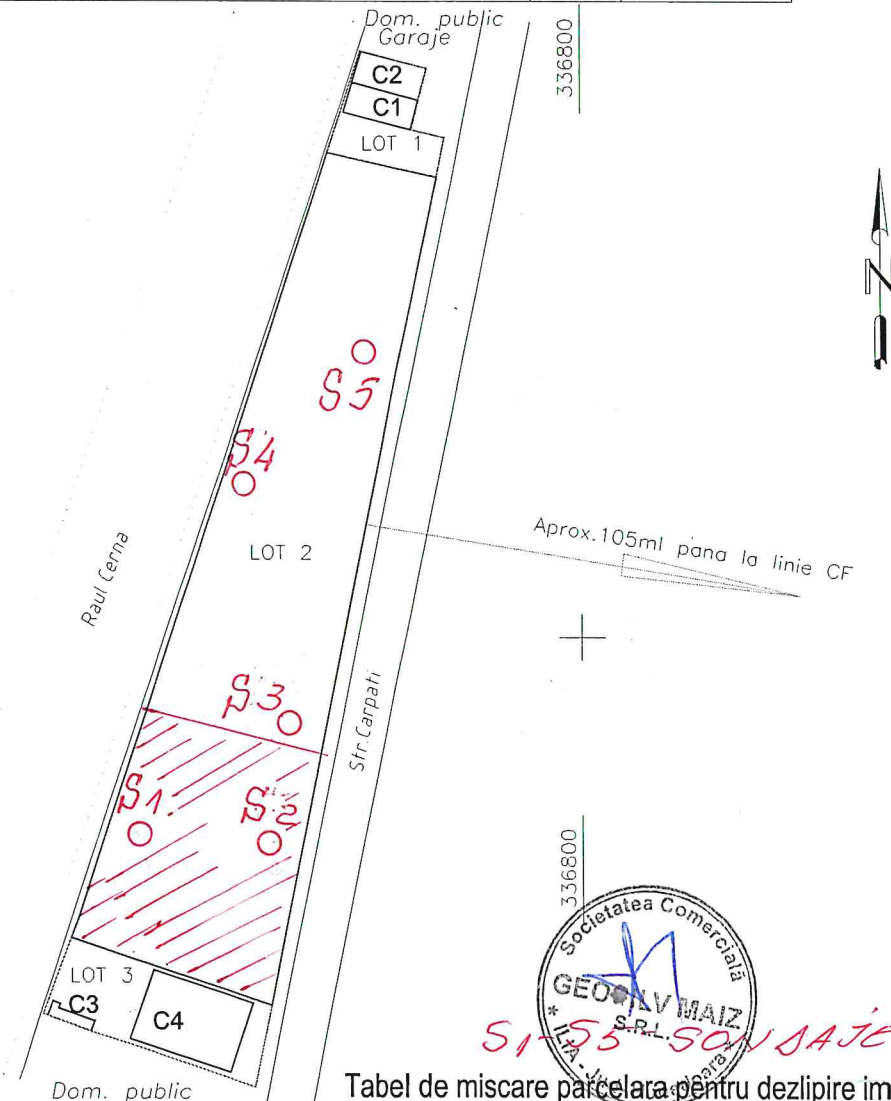 Dom. public
Garaje
336800
C2
C1
LOT 1
N
S5
S4
Raul Cerna
LOT 2
Aprox.105ml pana la linie CF
S3
Str.Carpati
S1
S2
336800
Societatea Comercială
S.R.L.
LOT 3
C3
C4
S1-S5 SONDAJE
Dom. public
Tabel de miscare parcelara pentru dezlipire im